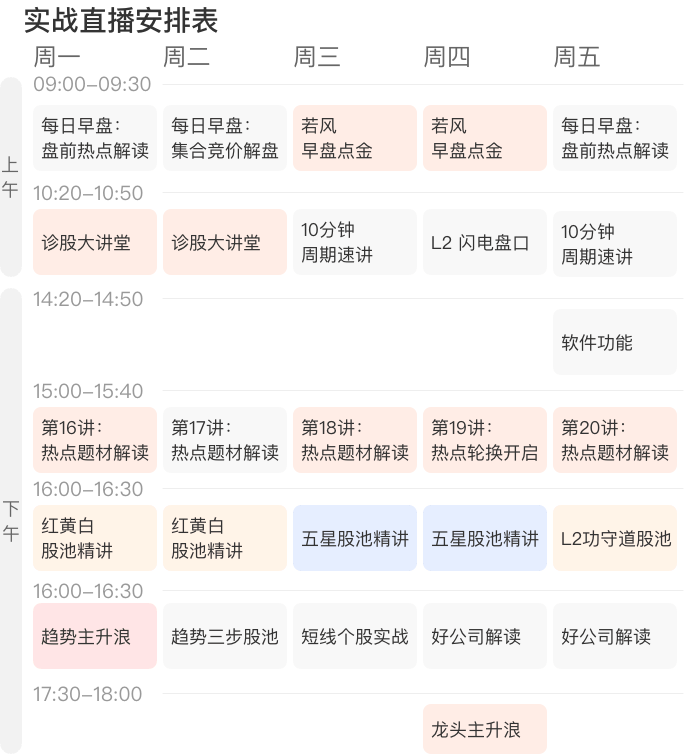 实战直播安排表
周一 周二 周三 周四 周五
上午
09:00–09:30
每日早盘：
盘前热点解读
每日早盘：
集合竞价解盘
若风
早盘点金
若风
早盘点金
每日早盘：
盘前热点解读
10:20–10:50
诊股大讲堂
诊股大讲堂
10分钟
周期速讲
L2 闪电盘口
10分钟
周期速讲
下午
14:20–14:50
软件功能
15:00–15:40
第16讲：
热点题材解读
第17讲：
热点题材解读
第18讲：
热点题材解读
第19讲：
热点轮换开启
第20讲：
热点题材解读
16:00–16:30
红黄白
股池精讲
红黄白
股池精讲
五星股池精讲
五星股池精讲
L2功守道股池
16:00–16:30
趋势主升浪
趋势三步股池
短线个股实战
好公司解读
好公司解读
17:30–18:00
龙头主升浪